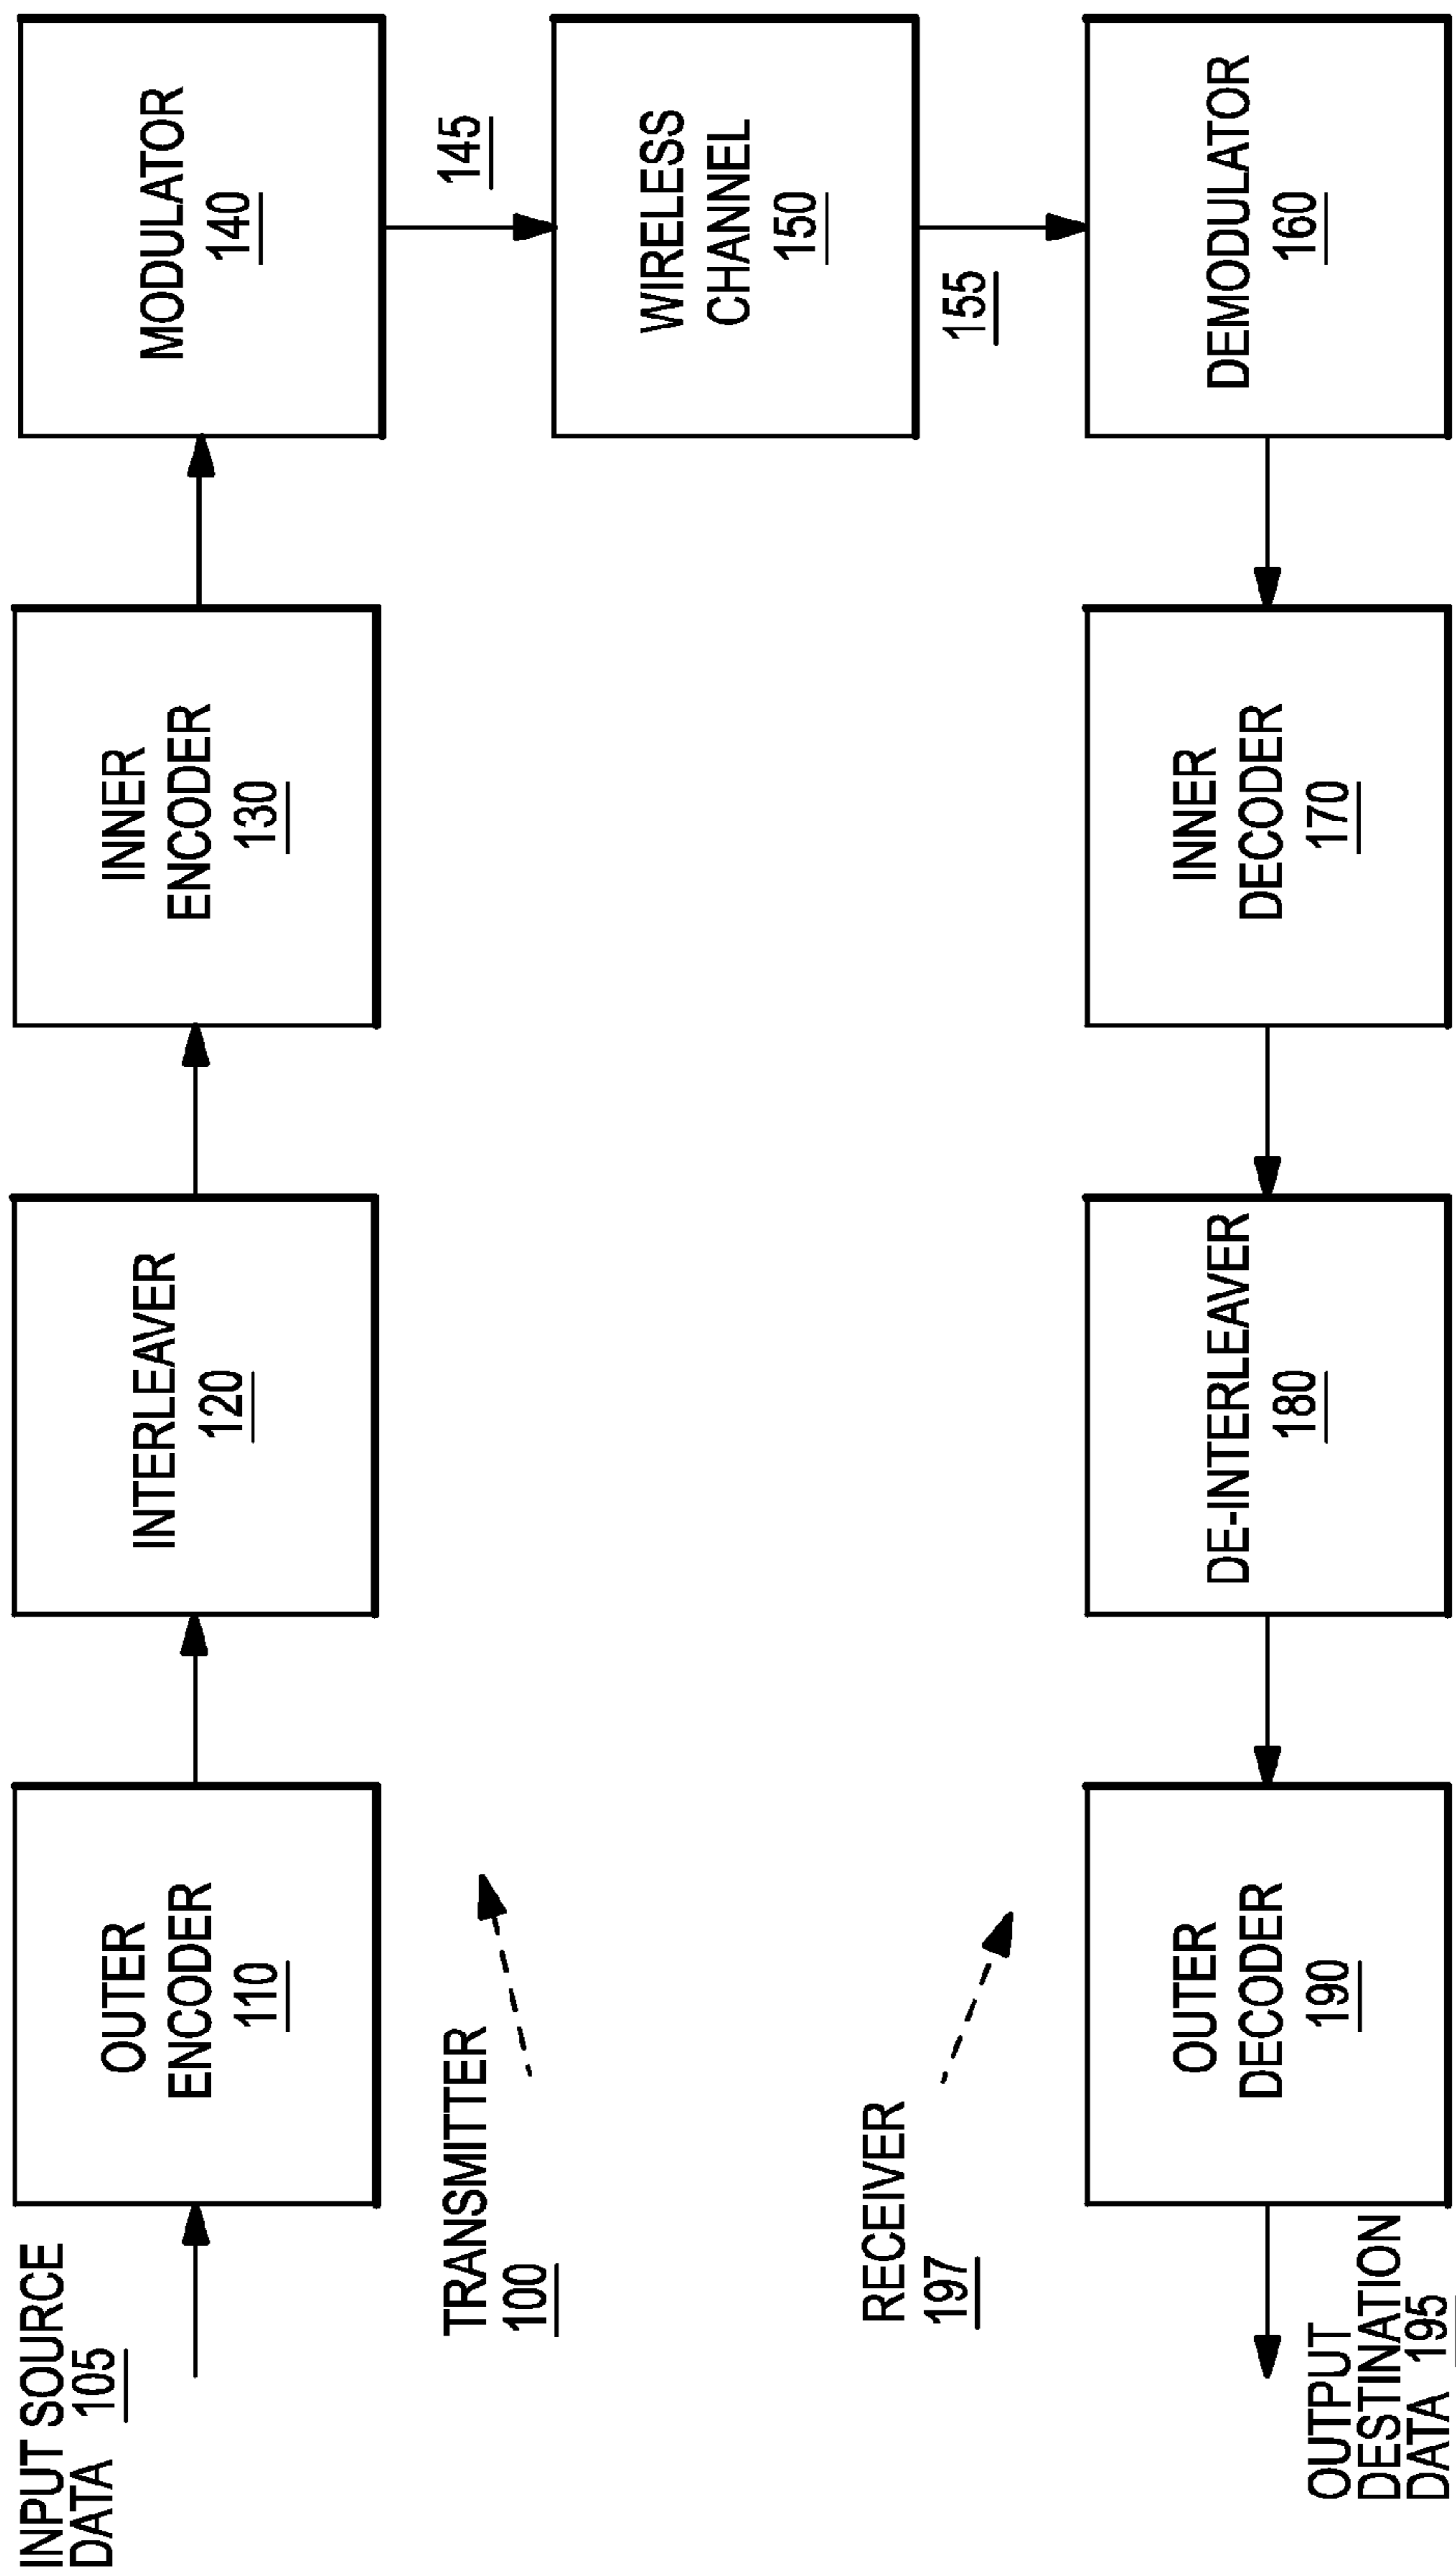 INPUT SOURCE
DATA 105
OUTER
ENCODER
110
INTERLEAVER
120
INNER
ENCODER
130
MODULATOR
140
TRANSMITTER
100
145
WIRELESS
CHANNEL
150
155
RECEIVER
197
OUTPUT
DESTINATION
DATA 195
OUTER
DECODER
190
DE-INTERLEAVER
180
INNER
DECODER
170
DEMODULATOR
160